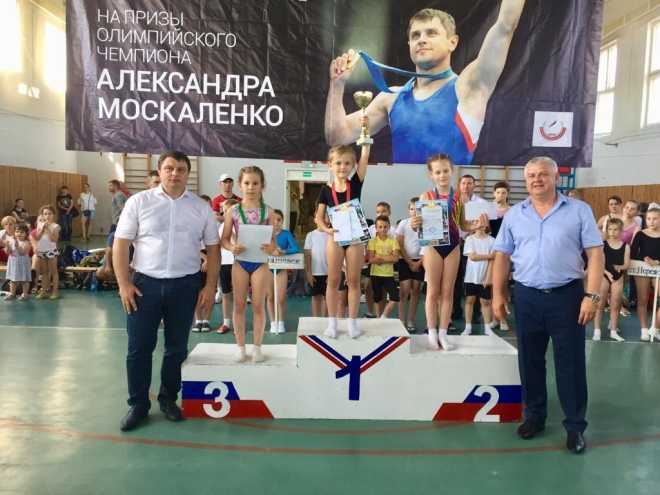 НА ПРИЗЫ
ОЛИМПИЙСКОГО
ЧЕМПИОНА
АЛЕКСАНДРА
МОСКАЛЕНКО
3
1
2